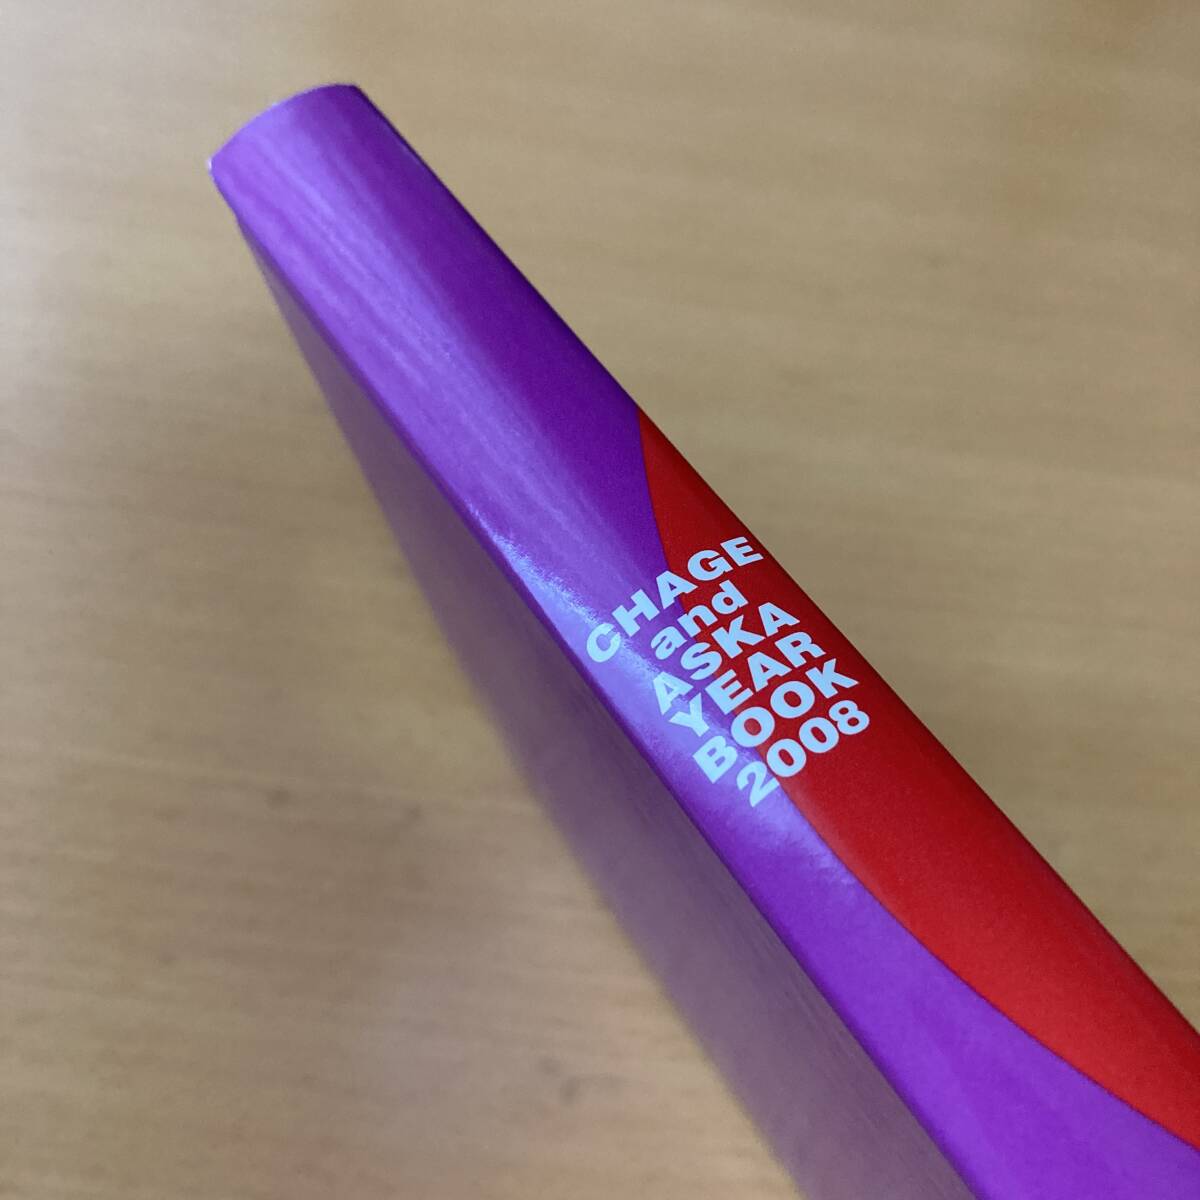 CHAGE
and
ASKA
YEAR
BOOK
2008